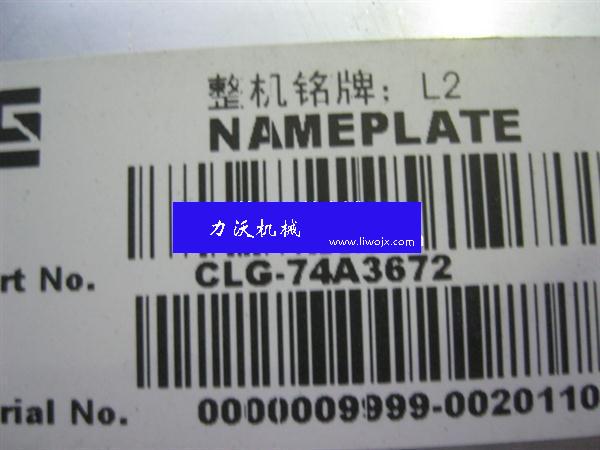 整机铭牌: L2
NAMEPLATE
力沃机械
www.liwojx.com
rt No. CLG-74A3672
rial No. 0000009999-0020110